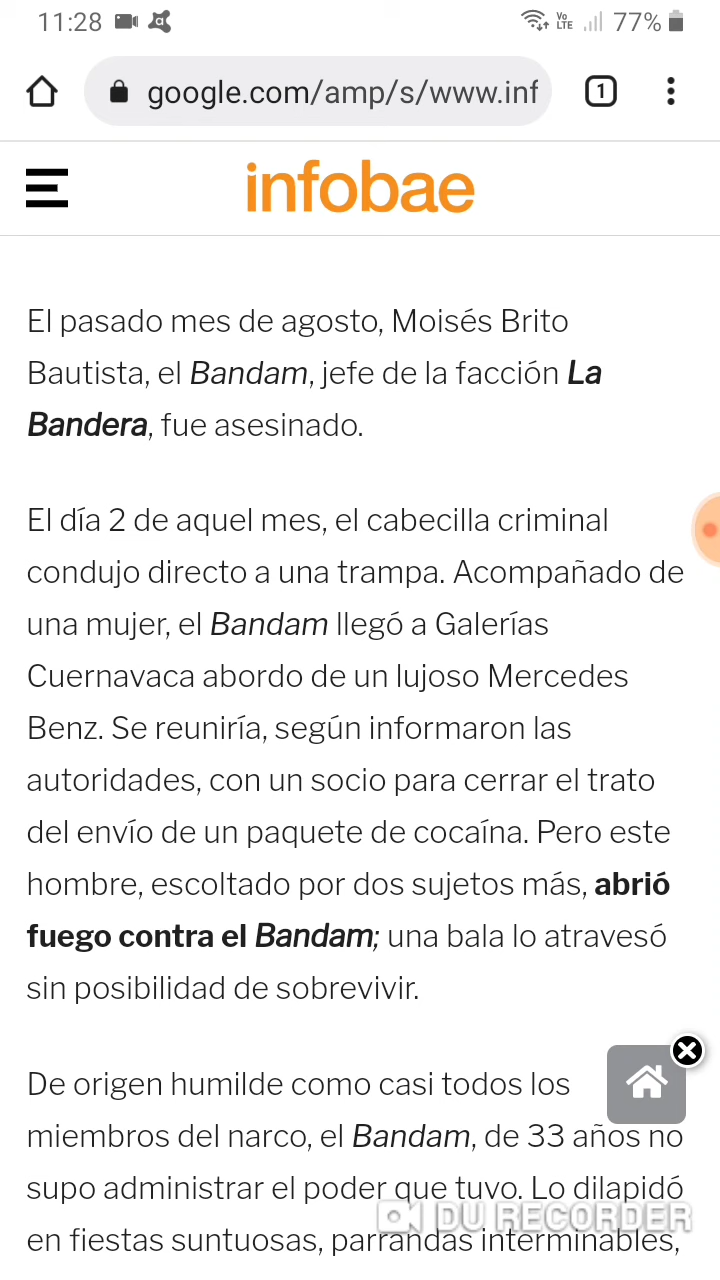 11:28
Vo
LTE
77%
google.com/amp/s/www.inf
1
infobae
El pasado mes de agosto, Moisés Brito
Bautista, el Bandam, jefe de la facción La
Bandera, fue asesinado.
El día 2 de aquel mes, el cabecilla criminal
condujo directo a una trampa. Acompañado de
una mujer, el Bandam llegó a Galerías
Cuernavaca abordo de un lujoso Mercedes
Benz. Se reuniría, según informaron las
autoridades, con un socio para cerrar el trato
del envío de un paquete de cocaína. Pero este
hombre, escoltado por dos sujetos más, abrió
fuego contra el Bandam; una bala lo atravesó
sin posibilidad de sobrevivir.
De origen humilde como casi todos los
miembros del narco, el Bandam, de 33 años no
supo administrar el poder que tuvo. Lo dilapidó
DU RECORDER
en fiestas suntuosas, parrandas interminables,